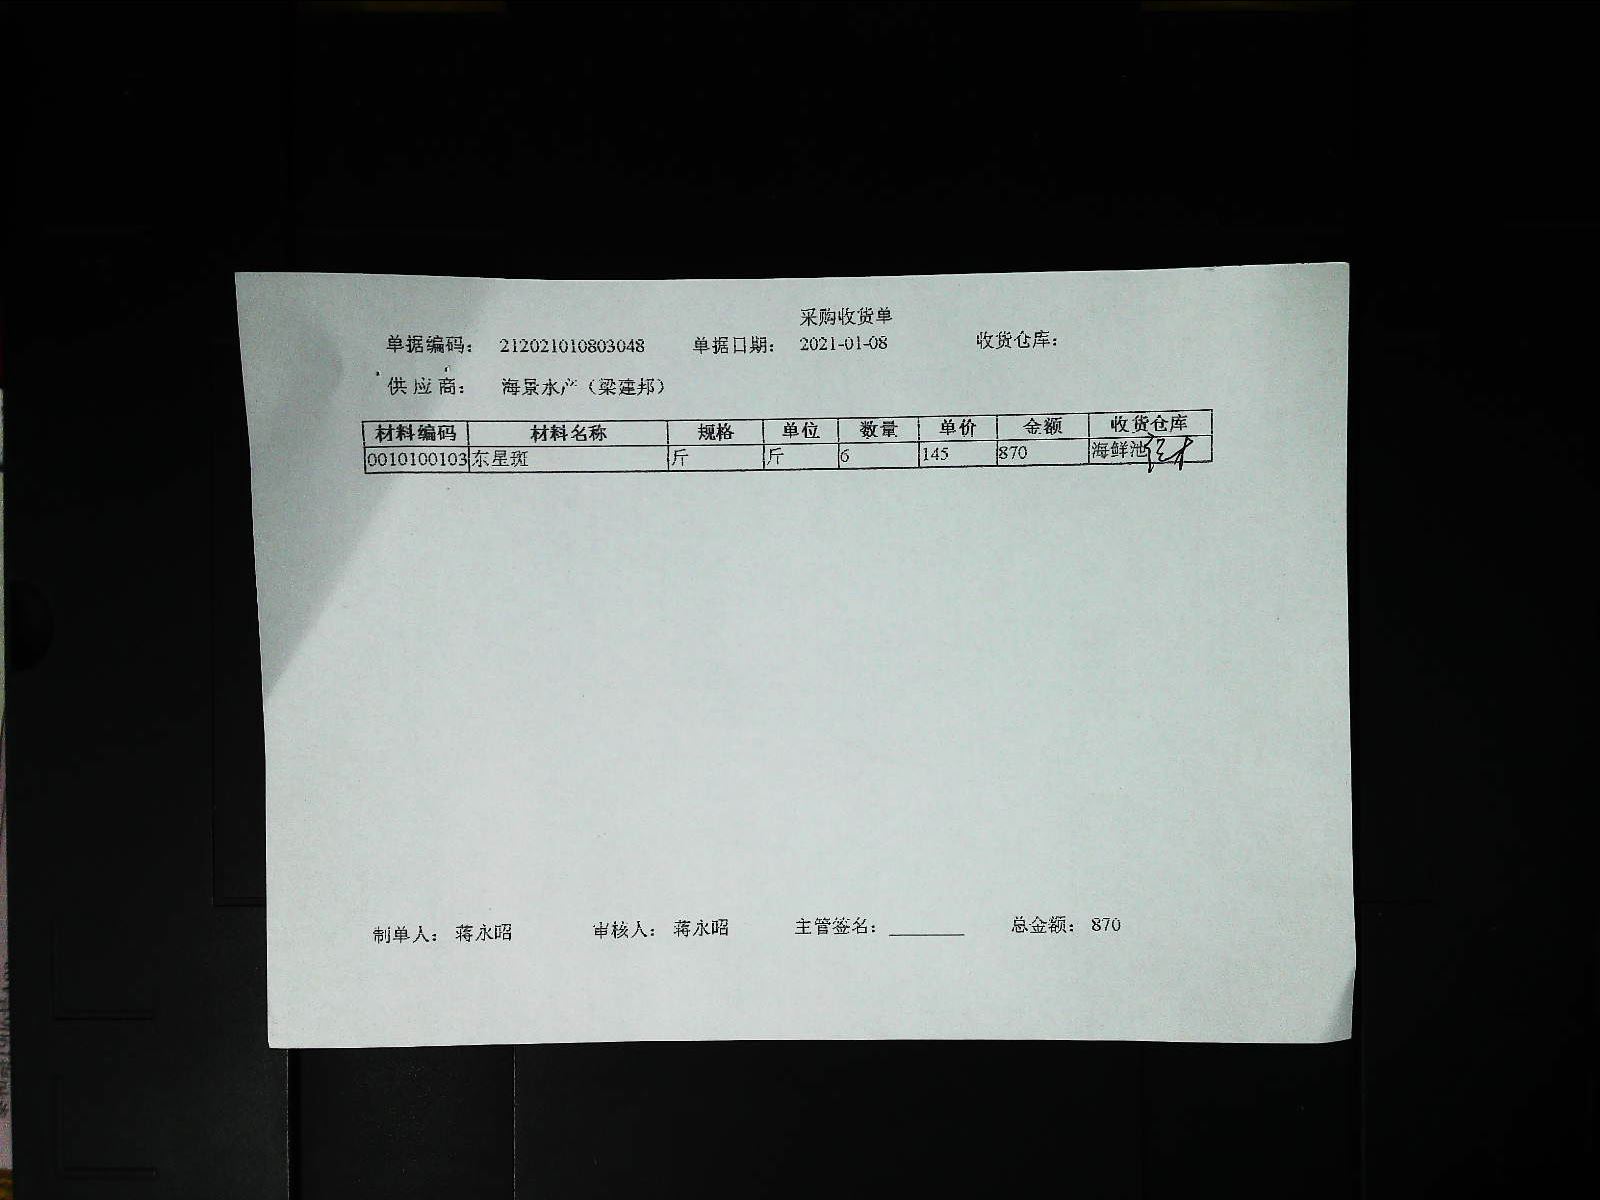 采购收货单
单据编码： 212021010803048 单据日期： 2021-01-08 收货仓库：
供应商： 海景水产（梁建邦）
材料编码 材料名称 规格 单位 数量 单价 金额 收货仓库
0010100103 东星斑 斤 斤 6 145 870 海鲜池
制单人： 蒋永昭 审核人： 蒋永昭 主管签名： 总金额： 870